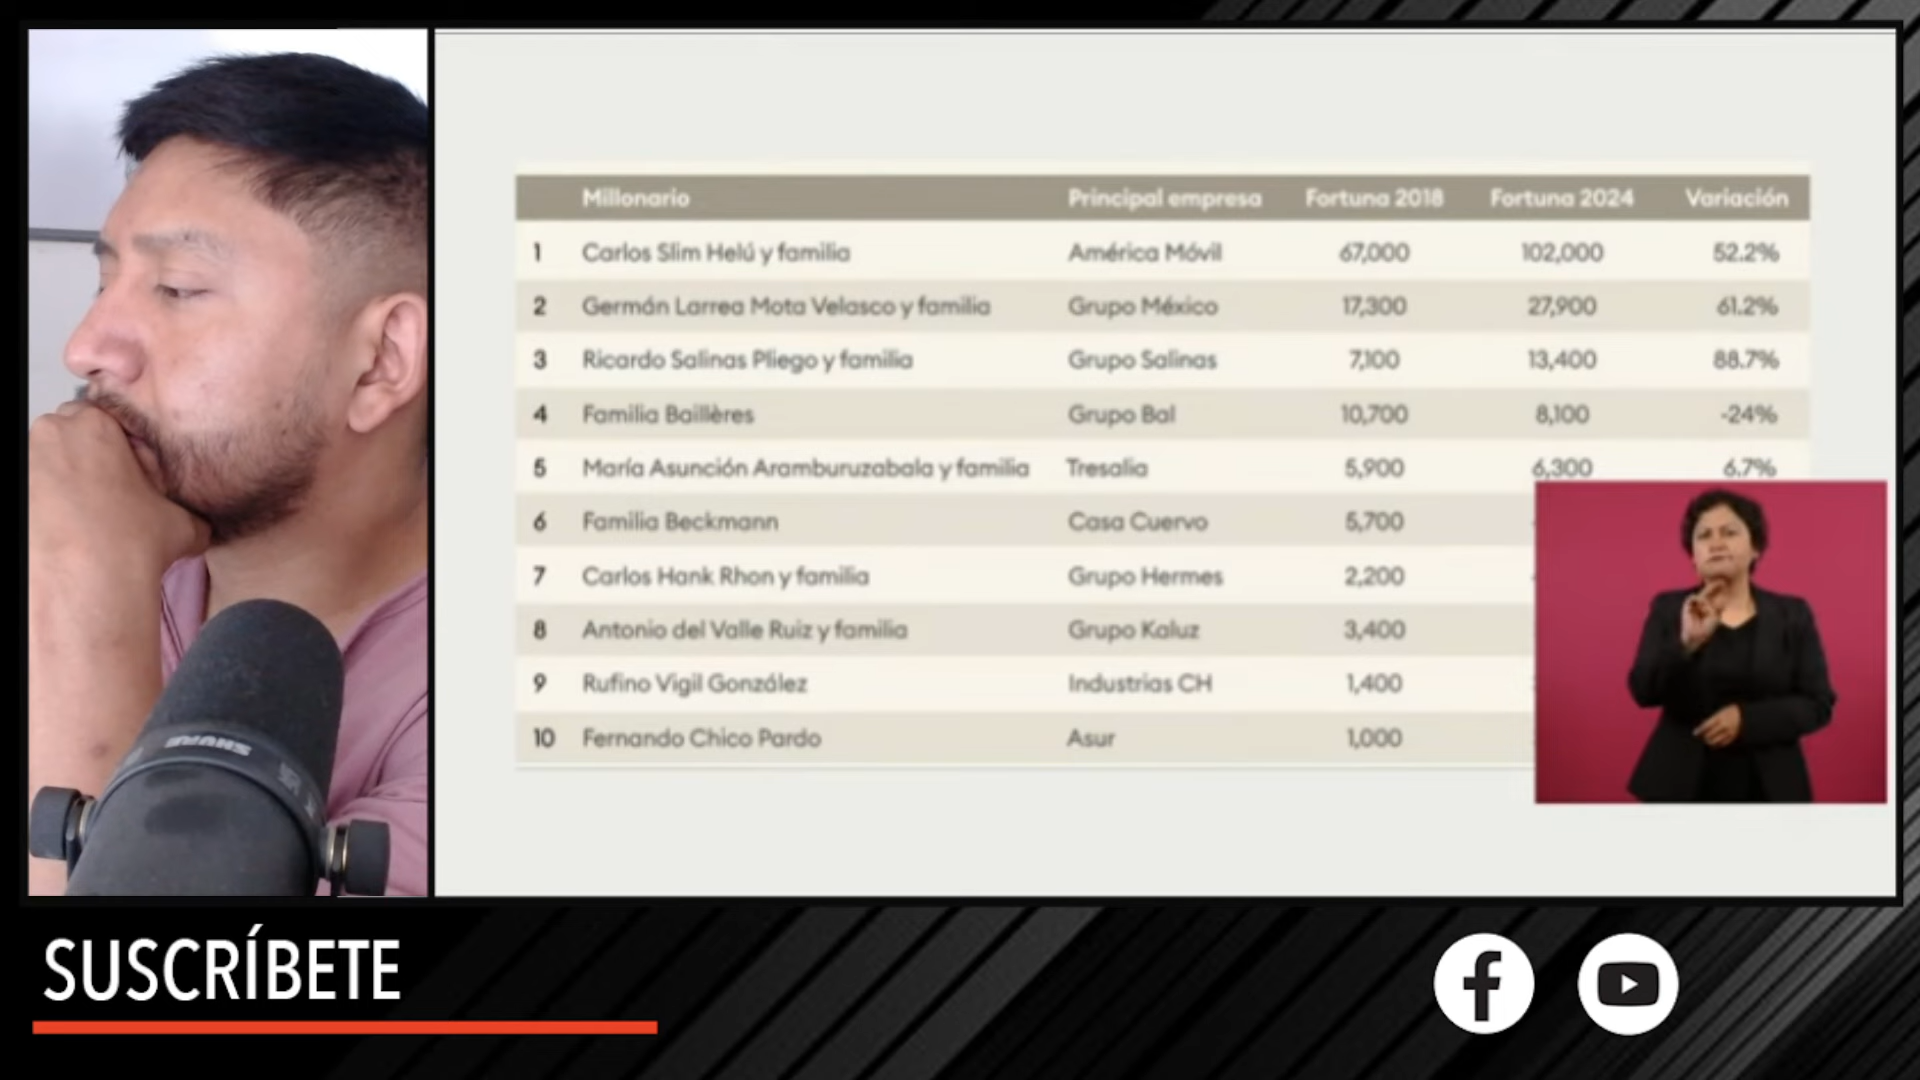 Millonario Principal empresa Fortuna 2018 Fortuna 2024 Variación
1 Carlos Slim Helú y familia América Móvil 67,000 102,000 52.2%
2 Germán Larrea Mota Velasco y familia Grupo México 17,300 27,900 61.2%
3 Ricardo Salinas Pliego y familia Grupo Salinas 7,100 13,400 88.7%
4 Familia Baillères Grupo Bal 10,700 8,100 -24%
5 María Asunción Aramburuzabala y familia Tresalia 5,900 6,300 6.7%
6 Familia Beckmann Casa Cuervo 5,700
7 Carlos Hank Rhon y familia Grupo Hermes 2,200
8 Antonio del Valle Ruiz y familia Grupo Kaluz 3,400
9 Rufino Vigil González Industrias CH 1,400
10 Fernando Chico Pardo Asur 1,000
SHURE
SUSCRÍBETE